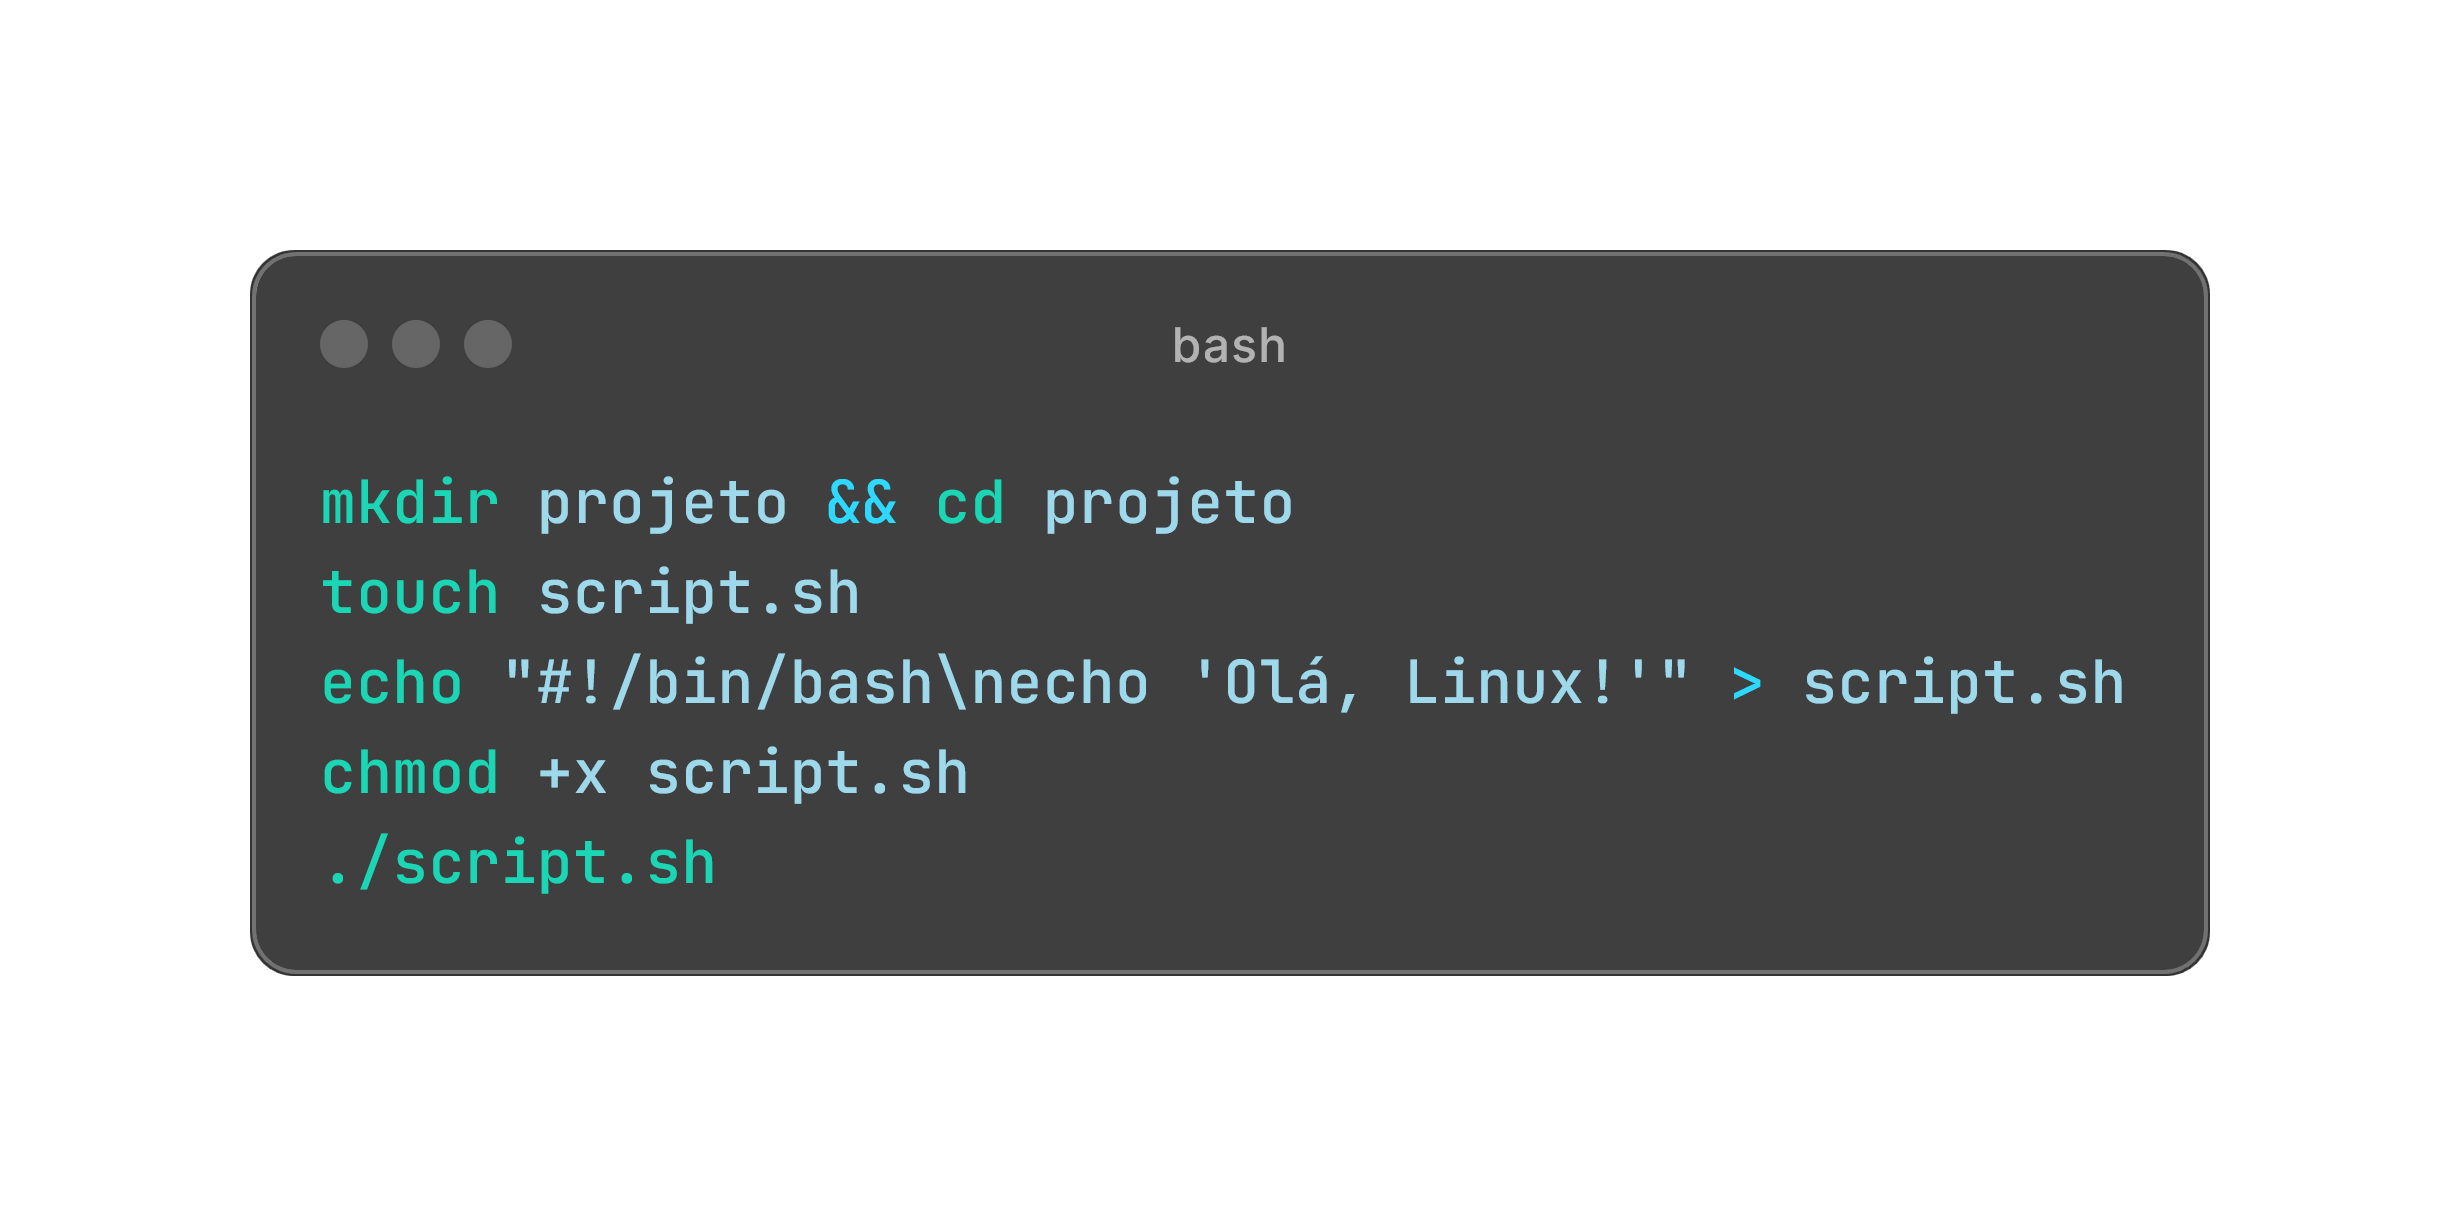 bash
mkdir projeto && cd projeto
touch script.sh
echo "#!/bin/bash\necho 'Olá, Linux!'" > script.sh
chmod +x script.sh
./script.sh